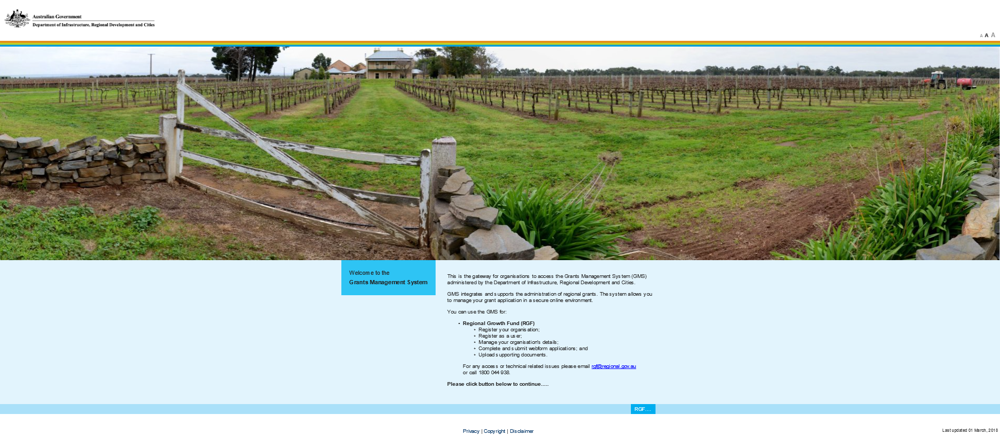 Australian Government
Department of Infrastructure, Regional Development and Cities
A A A
Welcome to the
Grants Management System
This is the gateway for organisations to access the Grants Management System (GMS)
administered by the Department of Infrastructure, Regional Development and Cities.
GMS integrates and supports the administration of regional grants. The system allows you
to manage your grant application in a secure online environment.
You can use the GMS for:
• Regional Growth Fund (RGF)
• Register your organisation;
• Register as a user;
• Manage your organisation's details;
• Complete and submit webform applications; and
• Upload supporting documents.
For any access or technical related issues please email rgf@regional.gov.au
or call 1800 044 938.
Please click button below to continue.....
RGF....
Privacy | Copyright | Disclaimer
Last updated 01 March, 2018